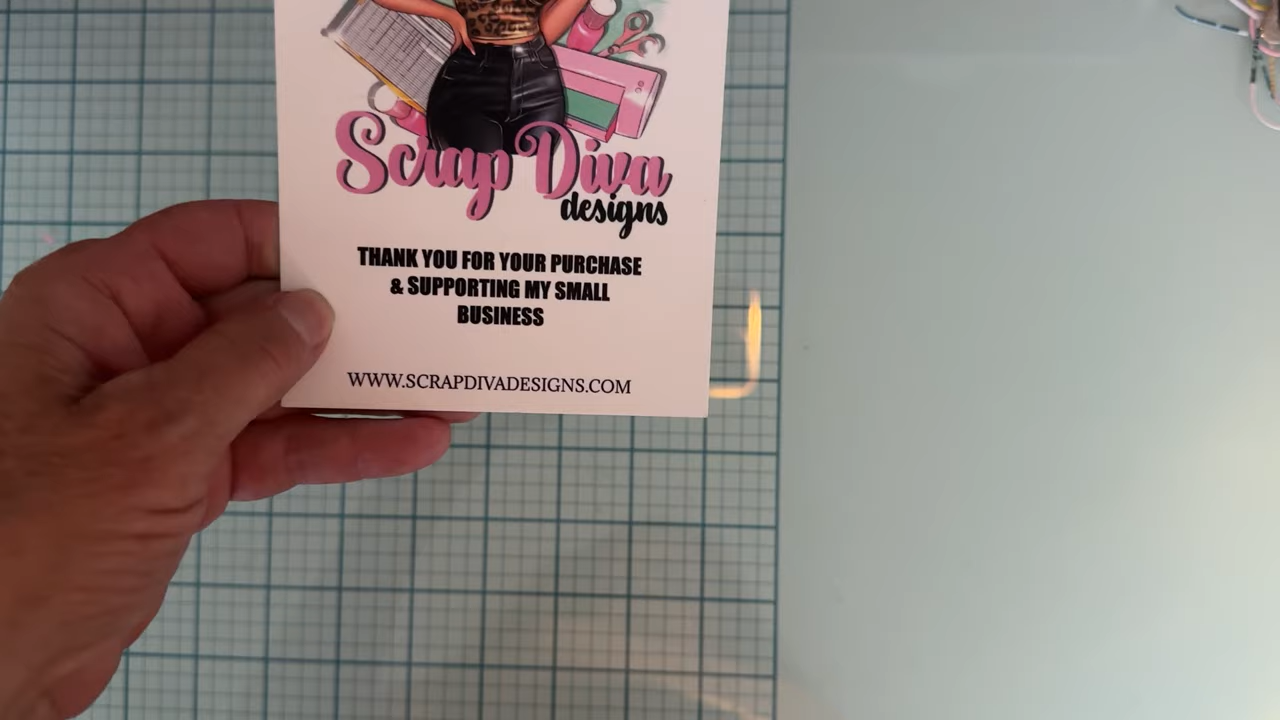 Scrap Diva
designs
THANK YOU FOR YOUR PURCHASE
& SUPPORTING MY SMALL
BUSINESS
WWW.SCRAPDIVADESIGNS.COM